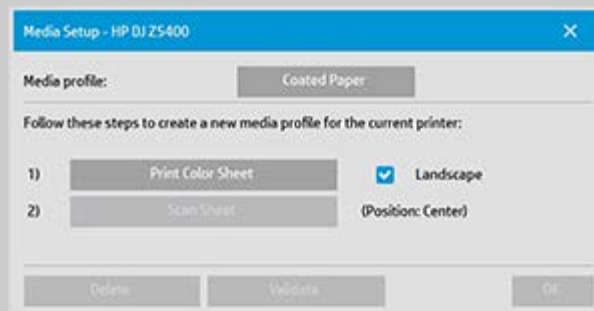 Media Setup - HP DJ Z5400
Media profile: Coated Paper
Follow these steps to create a new media profile for the current printer:
1) Print Color Sheet Landscape
2) Scan Sheet (Position: Center)
Delete Validate OK